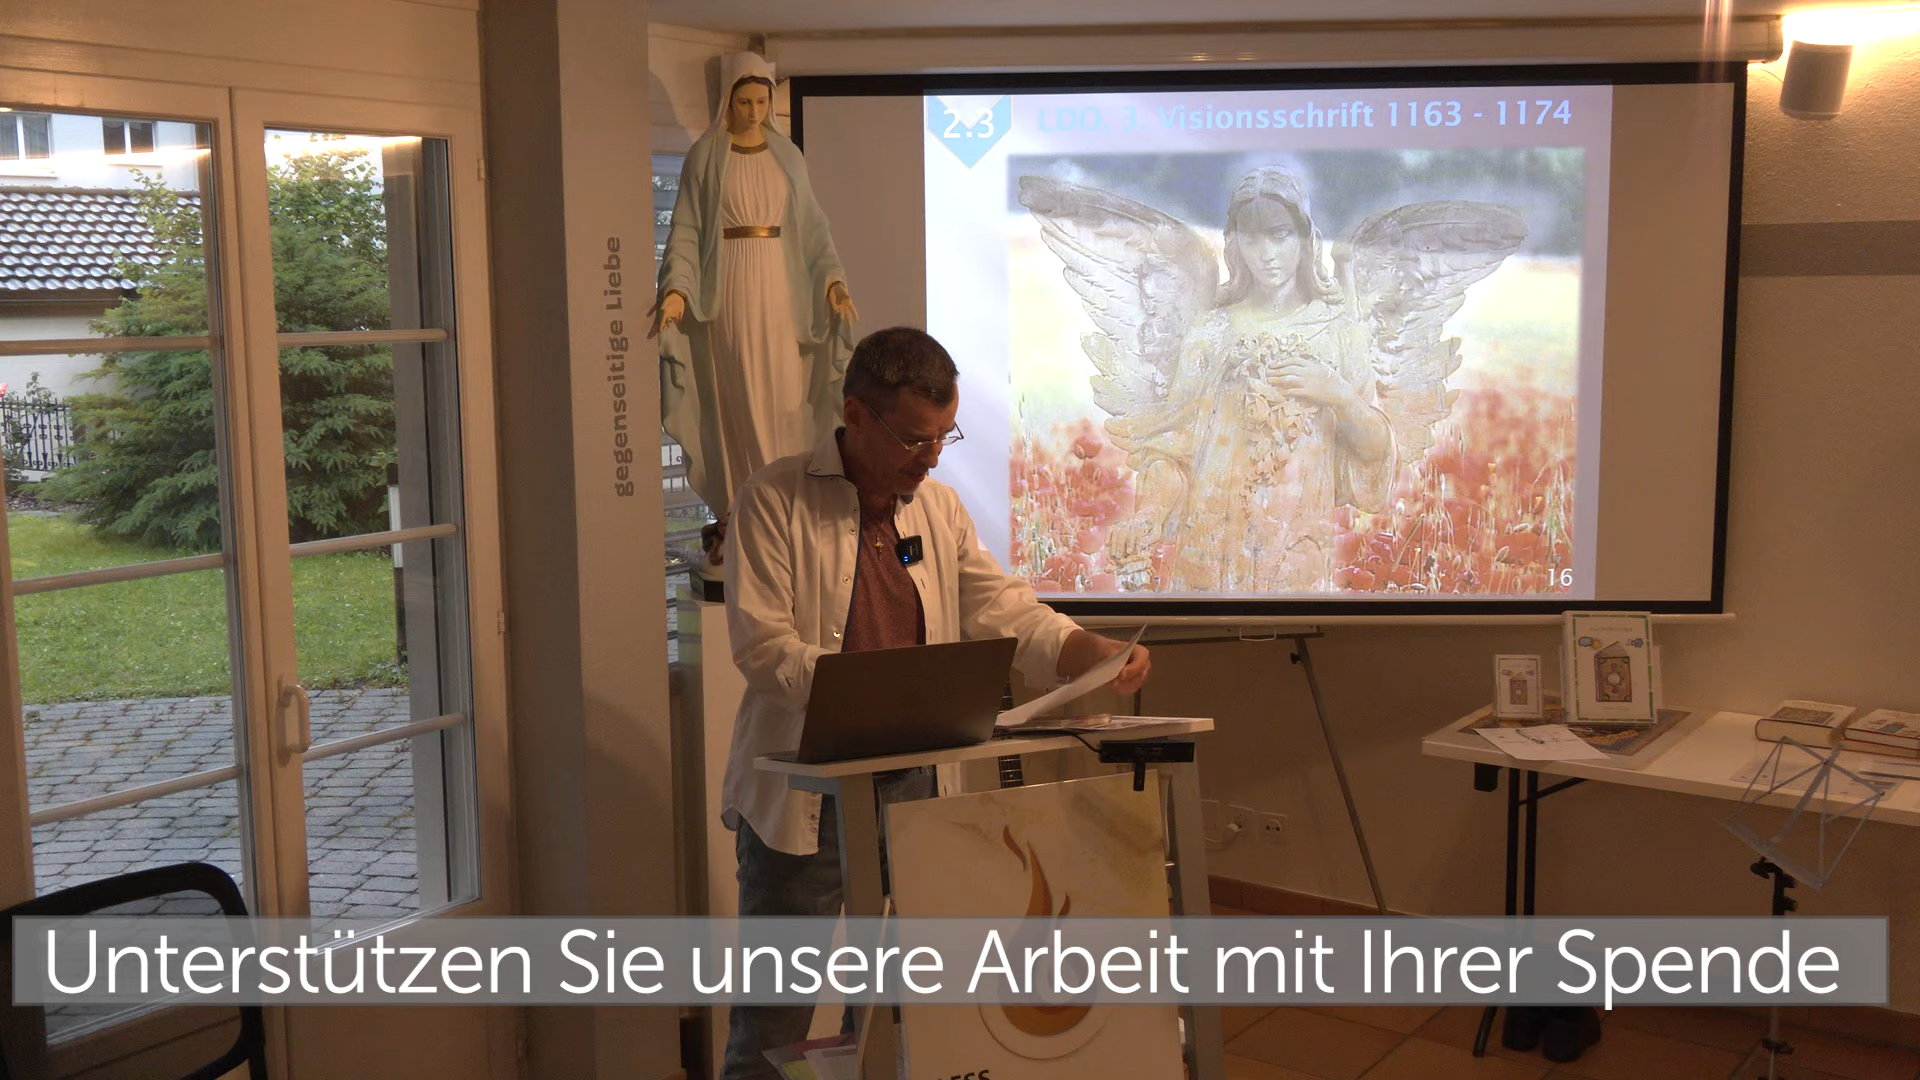 2.3
LDO, 3. Visionsschrift 1163 - 1174
gegenseitige Liebe
16
Unterstützen Sie unsere Arbeit mit Ihrer Spende